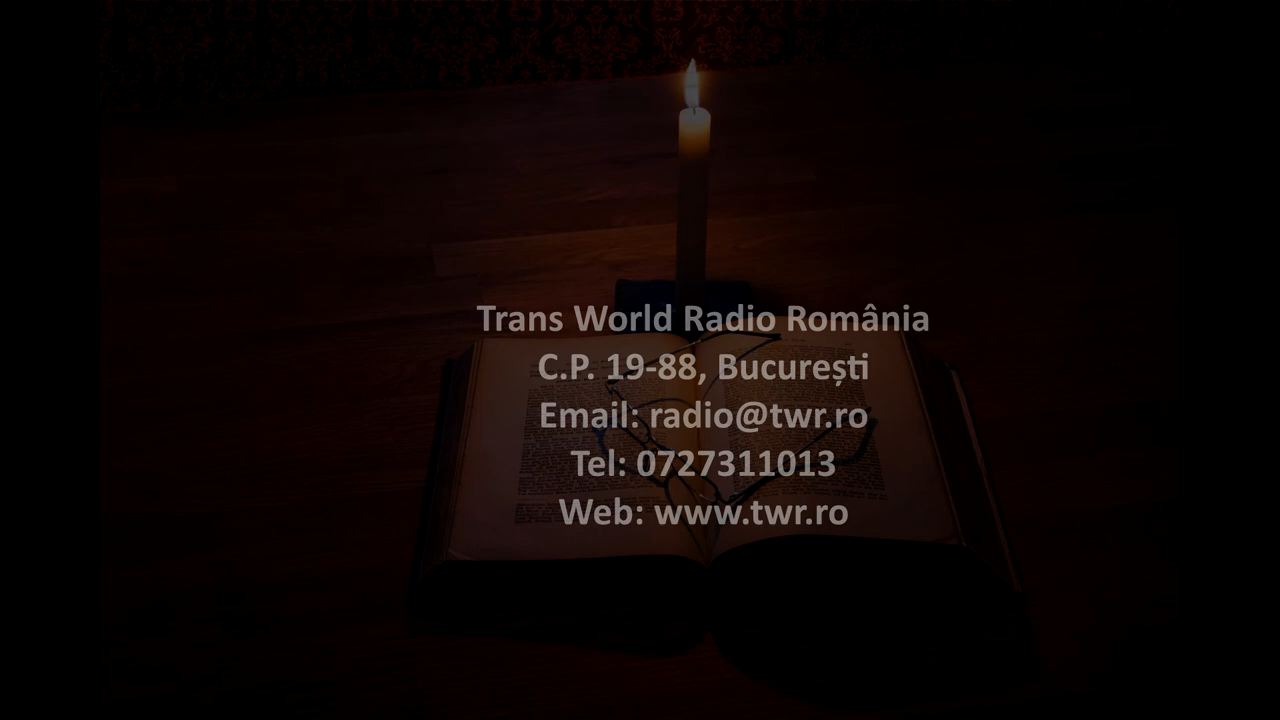 Trans World Radio România
C.P. 19-88, București
Email: radio@twr.ro
Tel: 0727311013
Web: www.twr.ro